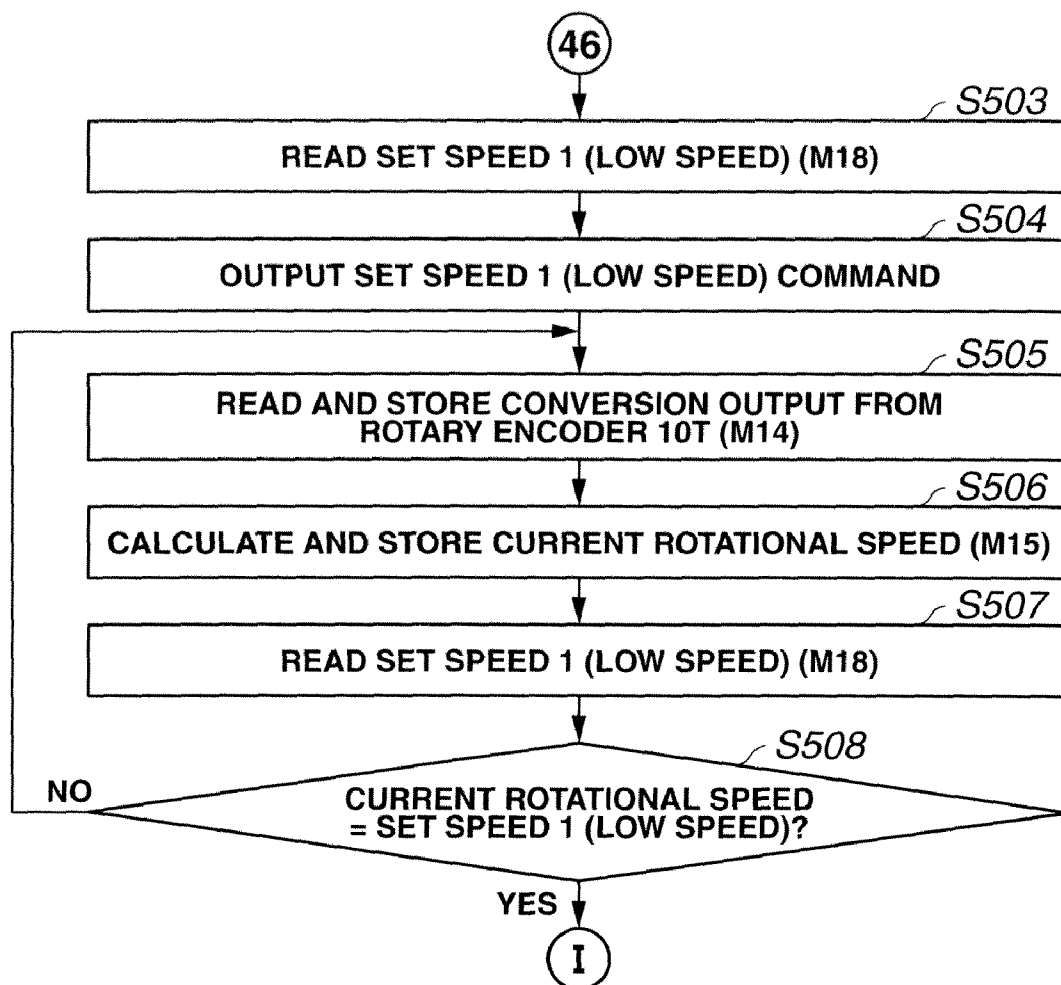 46
S503
READ SET SPEED 1 (LOW SPEED) (M18)
S504
OUTPUT SET SPEED 1 (LOW SPEED) COMMAND
S505
READ AND STORE CONVERSION OUTPUT FROM
ROTARY ENCODER 10T (M14)
S506
CALCULATE AND STORE CURRENT ROTATIONAL SPEED (M15)
S507
READ SET SPEED 1 (LOW SPEED) (M18)
S508
NO
CURRENT ROTATIONAL SPEED
= SET SPEED 1 (LOW SPEED)?
YES
I